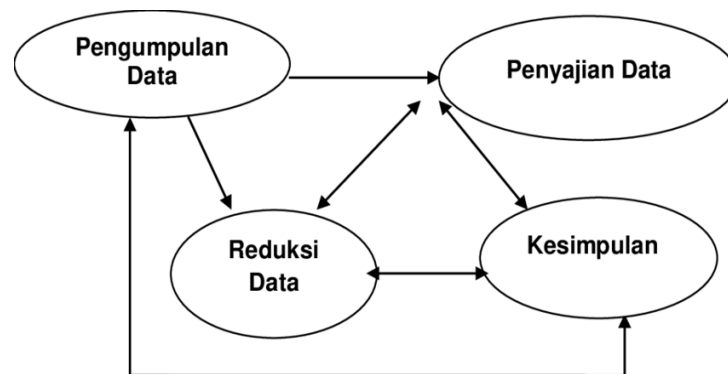 Pengumpulan
Data
Penyajian Data
Reduksi
Data
Kesimpulan